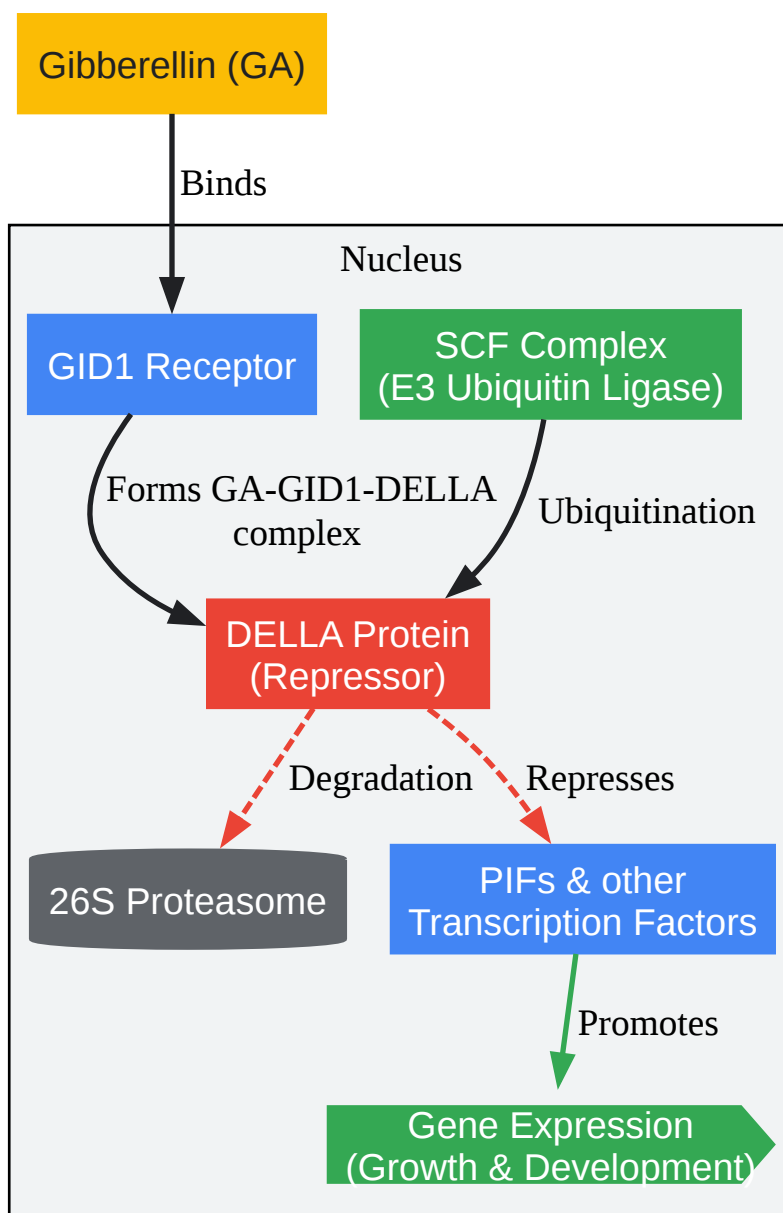 Gibberellin (GA)
Binds
Nucleus
GID1 Receptor
SCF Complex
(E3 Ubiquitin Ligase)
Forms GA-GID1-DELLA
complex
Ubiquitination
DELLA Protein
(Repressor)
Degradation
Represses
26S Proteasome
PIFs & other
Transcription Factors
Promotes
Gene Expression
(Growth & Development)